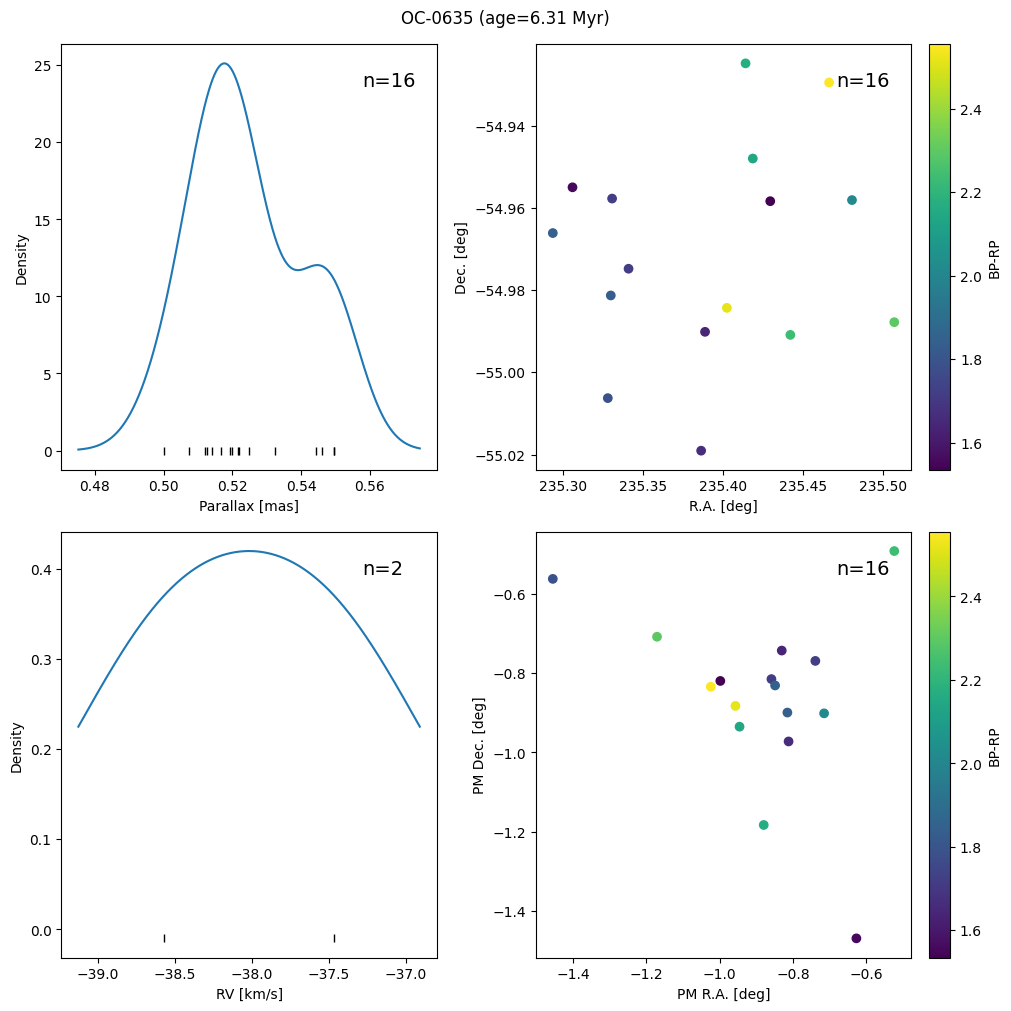 OC-0635 (age=6.31 Myr)
n=16
25
20
15
10
5
0
Density
0.48 0.50 0.52 0.54 0.56
Parallax [mas]
n=16
−54.94
−54.96
−54.98
−55.00
−55.02
Dec. [deg]
235.30 235.35 235.40 235.45 235.50
R.A. [deg]
2.4
2.2
2.0
1.8
1.6
BP-RP
n=2
0.4
0.3
0.2
0.1
0.0
Density
−39.0 −38.5 −38.0 −37.5 −37.0
RV [km/s]
n=16
−0.6
−0.8
−1.0
−1.2
−1.4
PM Dec. [deg]
−1.4 −1.2 −1.0 −0.8 −0.6
PM R.A. [deg]
2.4
2.2
2.0
1.8
1.6
BP-RP